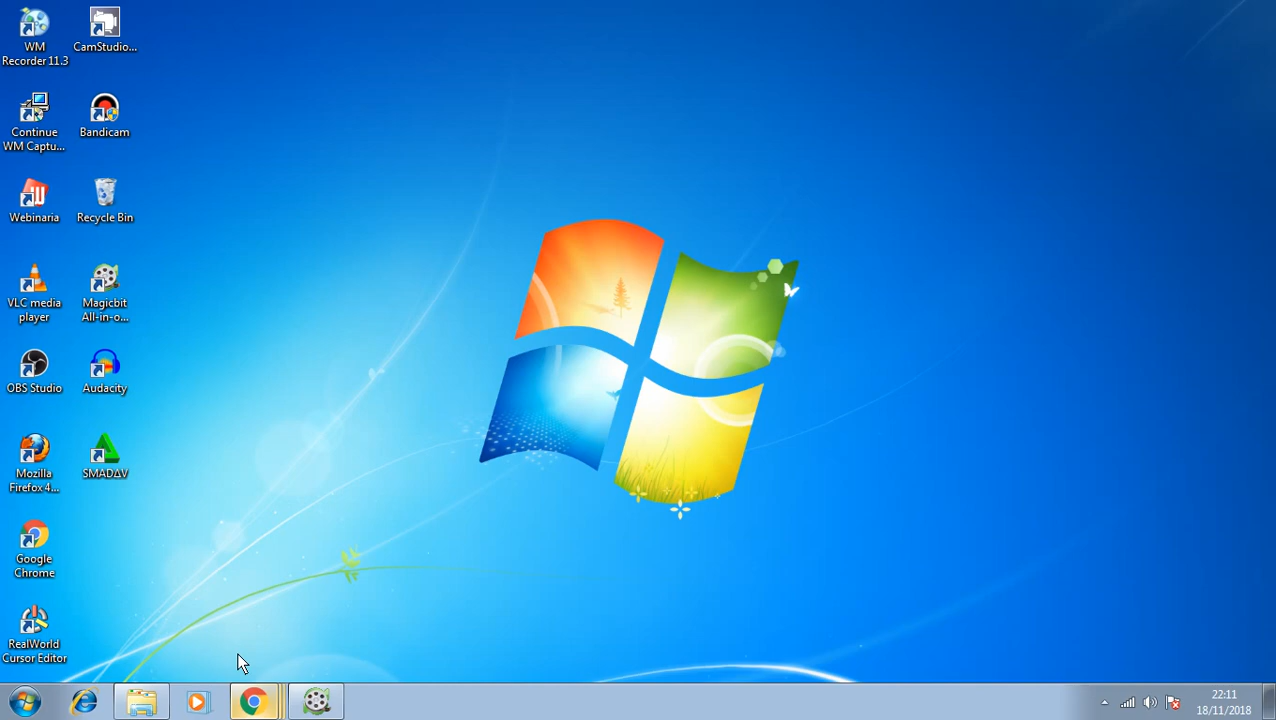 WM
Recorder 11.3
CamStudio...
Continue
WM Captu...
Bandicam
Webinaria
Recycle Bin
VLC media
player
Magicbit
All-in-o...
OBS Studio
Audacity
Mozilla
Firefox 4...
SMADΔV
Google
Chrome
RealWorld
Cursor Editor
22:11
18/11/2018